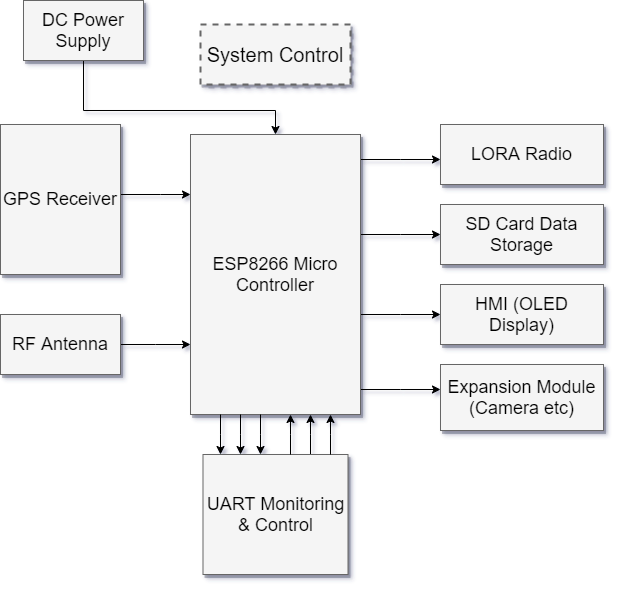 DC Power
Supply
System Control
GPS Receiver
LORA Radio
SD Card Data
Storage
ESP8266 Micro
Controller
HMI (OLED
Display)
RF Antenna
Expansion Module
(Camera etc)
UART Monitoring
& Control